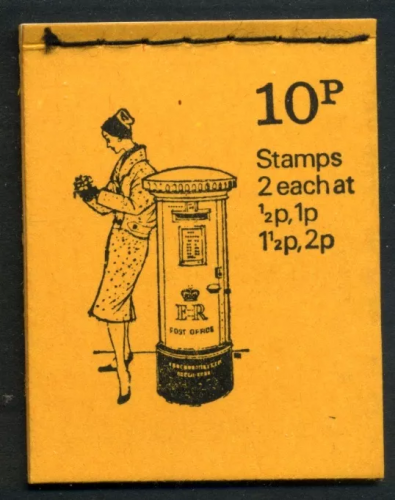 10P
Stamps
2 each at
½p, 1p
1½p, 2p
E R
POST OFFICE